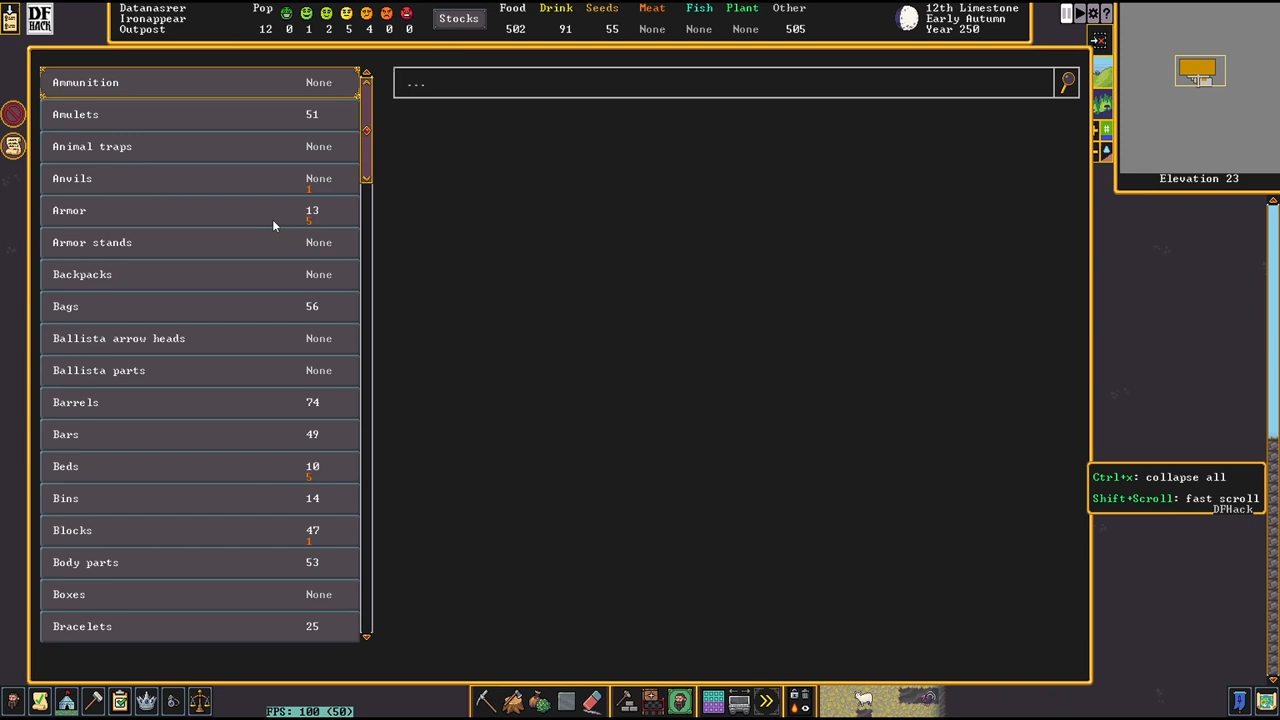 DF HACK
Datanasrer
Ironappear
Outpost
Pop
12 0 1 2 5 4 0 0
Stocks
Food Drink Seeds Meat Fish Plant Other
502 91 55 None None None 505
12th Limestone
Early Autumn
Year 250
?
Elevation 23
...
Ammunition None
Amulets 51
Animal traps None
Anvils None
1
Armor 13
5
Armor stands None
Backpacks None
Bags 56
Ballista arrow heads None
Ballista parts None
Barrels 74
Bars 49
Beds 10
5
Bins 14
Blocks 47
1
Body parts 53
Boxes None
Bracelets 25
Ctrl+x: collapse all
Shift+Scroll: fast scroll
DFHack
FPS: 100 (50)